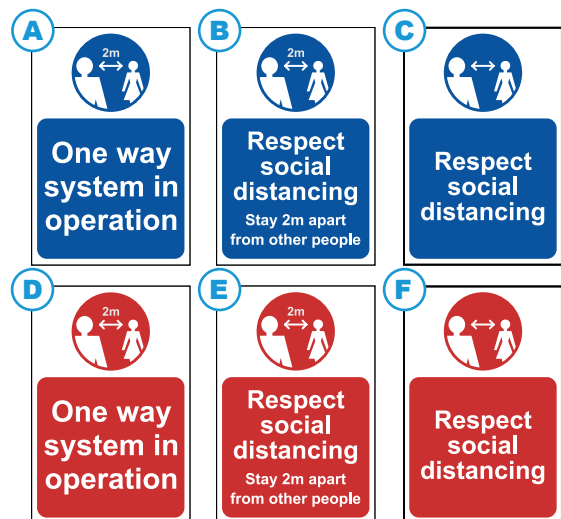 A
2m
One way
system in
operation
B
2m
Respect
social
distancing
Stay 2m apart
from other people
C
Respect
social
distancing
D
2m
One way
system in
operation
E
2m
Respect
social
distancing
Stay 2m apart
from other people
F
Respect
social
distancing